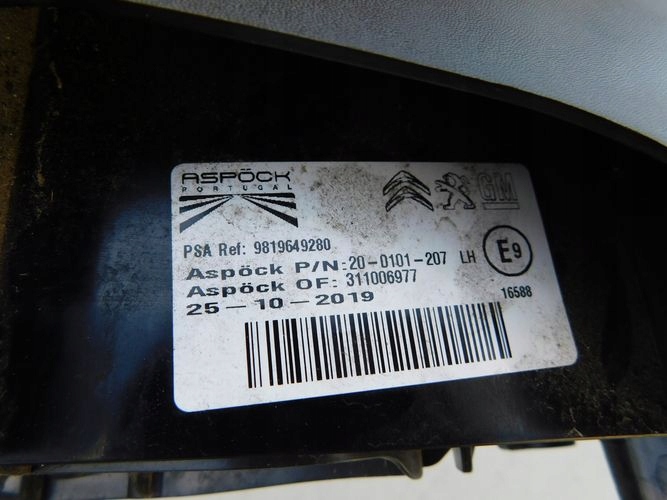 ASPÖCK
PORTUGAL
GM
PSA Ref: 9819649280
Aspöck P/N:20-0101-207 LH
E9
Aspöck OF: 311006977
25-10-2019
16588